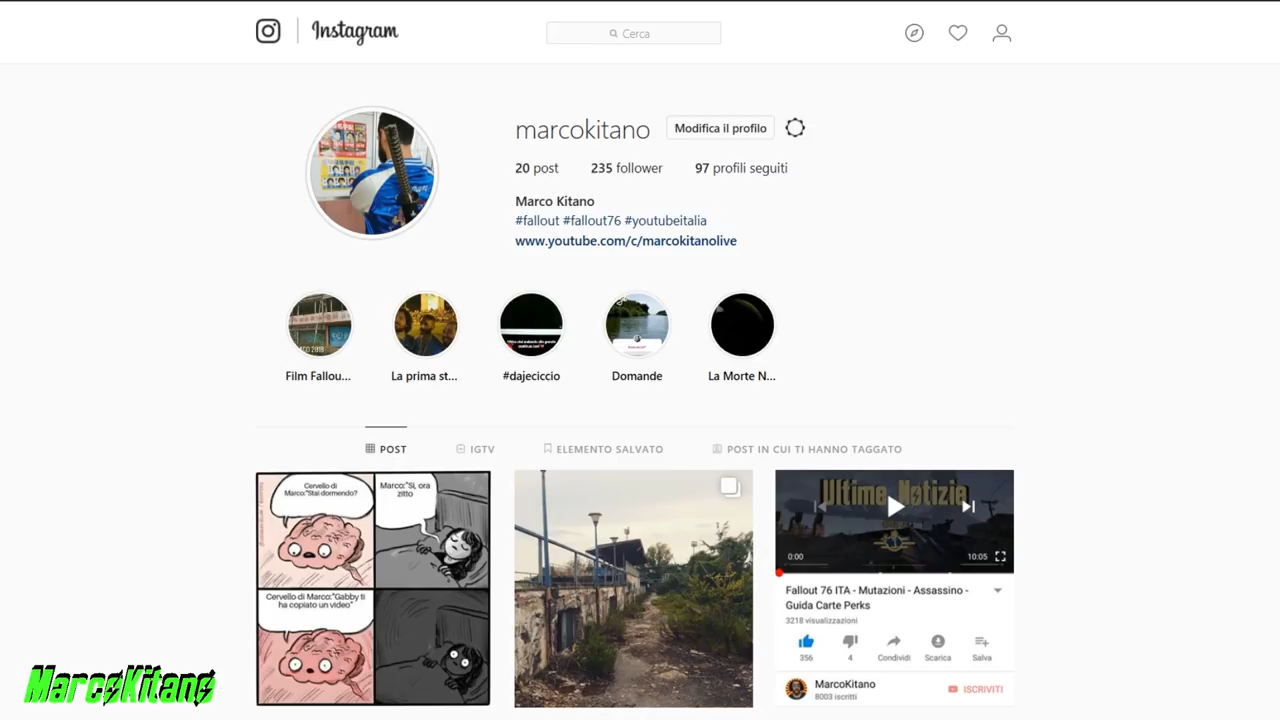 Instagram
Cerca
marcokitano
Modifica il profilo
20 post
235 follower
97 profili seguiti
Marco Kitano
#fallout #fallout76 #youtubeitalia
www.youtube.com/c/marcokitanolive
Film Fallou...
La prima st...
#dajeciccio
Domande
La Morte N...
POST
IGTV
ELEMENTO SALVATO
POST IN CUI TI HANNO TAGGATO
Cervello di
Marco:"Stai dormendo?
Marco:"Sì, ora
zitto
Cervello di Marco:"Gabby ti
ha copiato un video"
Ultime Notizie
0:00
10:05
Fallout 76 ITA - Mutazioni - Assassino -
Guida Carte Perks
3218 visualizzazioni
356
4
Condividi
Scarica
Salva
MarcoKitano
8003 iscritti
ISCRIVITI
MarcoKitano